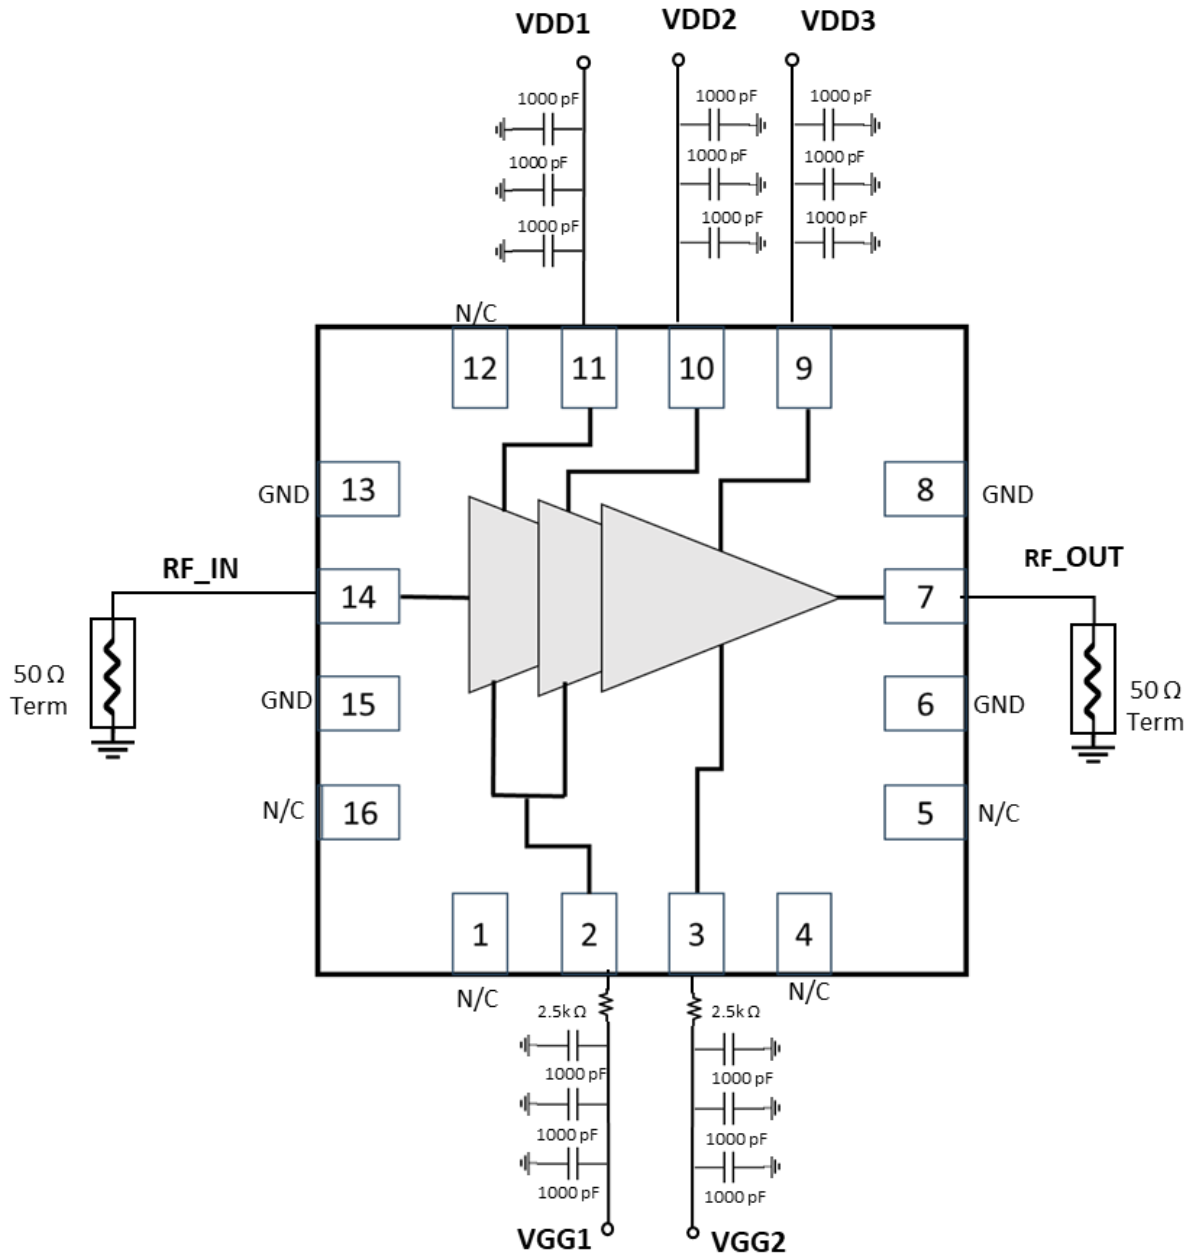 VDD1
VDD2
VDD3
1000 pF
1000 pF
1000 pF
1000 pF
1000 pF
1000 pF
1000 pF
1000 pF
1000 pF
N/C
12
11
10
9
GND
13
8
GND
RF_IN
14
7
RF_OUT
50 Ω
Term
50 Ω
Term
GND
15
6
GND
N/C
16
5
N/C
1
2
3
4
N/C
N/C
2.5k Ω
2.5k Ω
1000 pF
1000 pF
1000 pF
1000 pF
1000 pF
1000 pF
VGG1
VGG2